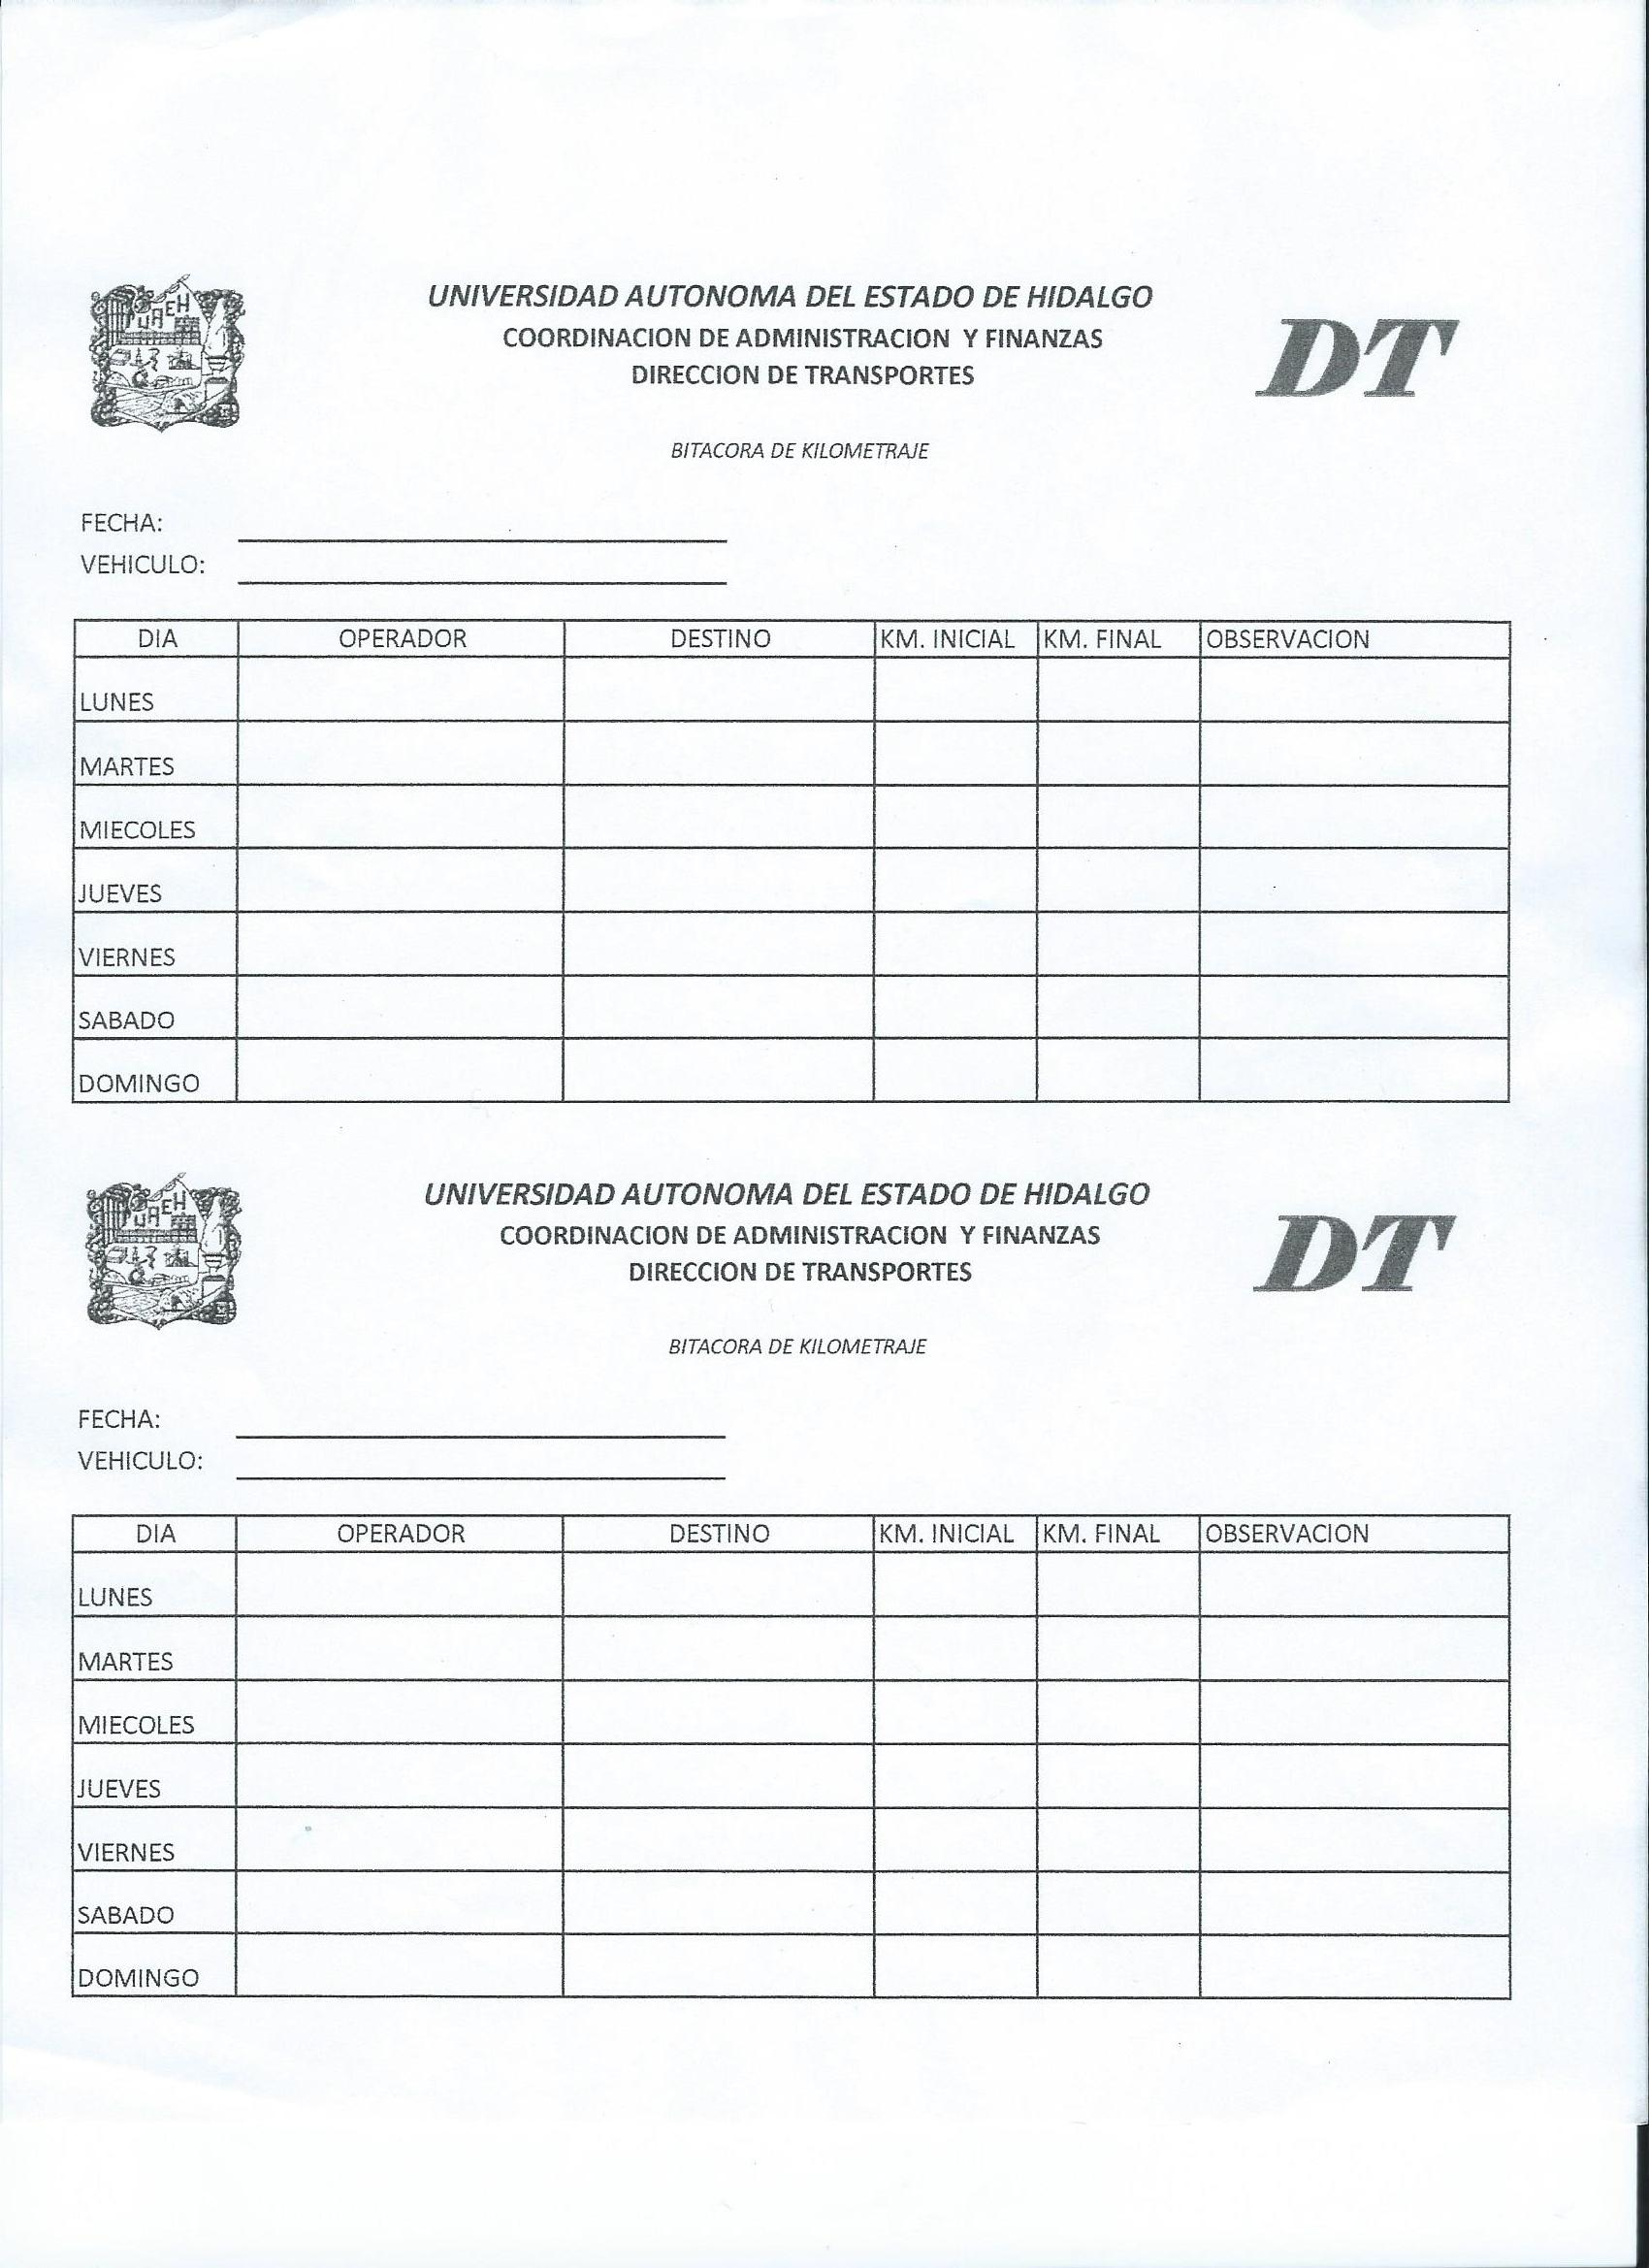 UAEH
UNIVERSIDAD AUTONOMA DEL ESTADO DE HIDALGO
COORDINACION DE ADMINISTRACION Y FINANZAS
DIRECCION DE TRANSPORTES
DT
BITACORA DE KILOMETRAJE
FECHA:
VEHICULO:
DIA OPERADOR DESTINO KM. INICIAL KM. FINAL OBSERVACION
LUNES
MARTES
MIECOLES
JUEVES
VIERNES
SABADO
DOMINGO
UAEH
UNIVERSIDAD AUTONOMA DEL ESTADO DE HIDALGO
COORDINACION DE ADMINISTRACION Y FINANZAS
DIRECCION DE TRANSPORTES
DT
BITACORA DE KILOMETRAJE
FECHA:
VEHICULO:
DIA OPERADOR DESTINO KM. INICIAL KM. FINAL OBSERVACION
LUNES
MARTES
MIECOLES
JUEVES
VIERNES
SABADO
DOMINGO